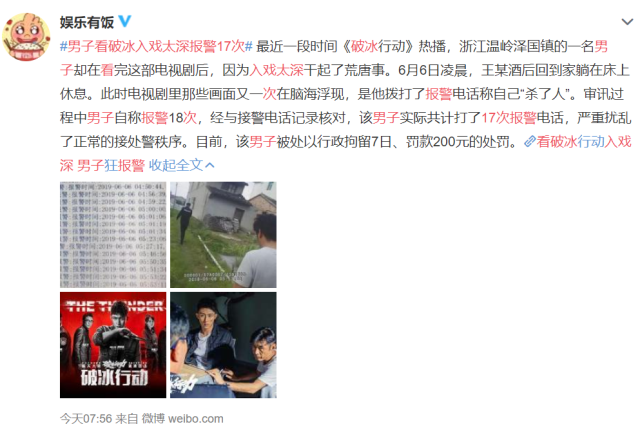 娱乐有饭
#男子看破冰入戏太深报警17次# 最近一段时间《破冰行动》热播，浙江温岭泽国镇的一名男
子却在看完这部电视剧后，因为入戏太深干起了荒唐事。6月6日凌晨，王某酒后回到家躺在床上
休息。此时电视剧里那些画面又一次在脑海浮现，是他拨打了报警电话称自己“杀了人”。审讯过
程中男子自称报警18次，经与接警电话记录核对，该男子实际共计打了17次报警电话，严重扰乱
了正常的接处警秩序。目前，该男子被处以行政拘留7日、罚款200元的处罚。看破冰行动入戏太
深 男子狂报警 收起全文
THE THUNDER
破冰行动
今天07:56 来自 微博 weibo.com